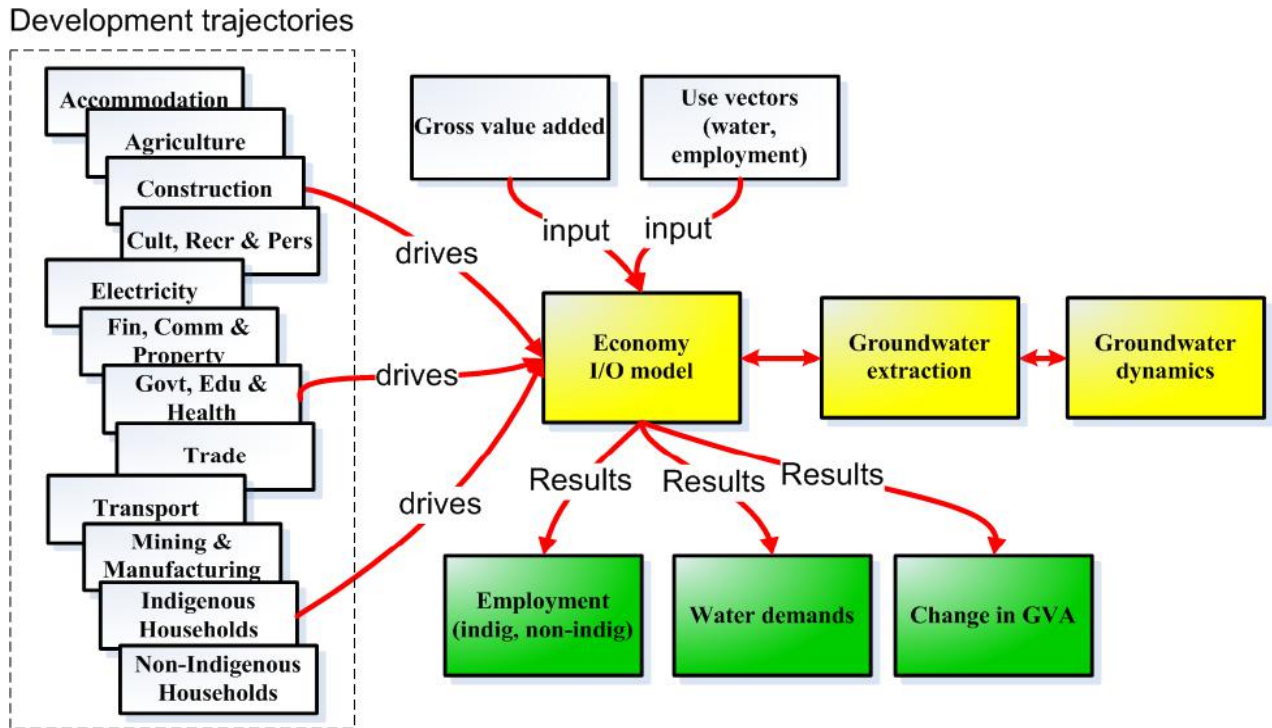 Development trajectories
Accommodation
Agriculture
Construction
Cult, Recr & Pers
Electricity
Fin, Comm &
Property
Govt, Edu &
Health
Trade
Transport
Mining &
Manufacturing
Indigenous
Households
Non-Indigenous
Households
drives
drives
drives
Gross value added
Use vectors
(water,
employment)
input
input
Economy
I/O model
Groundwater
extraction
Groundwater
dynamics
Results
Results
Results
Employment
(indig, non-indig)
Water demands
Change in GVA